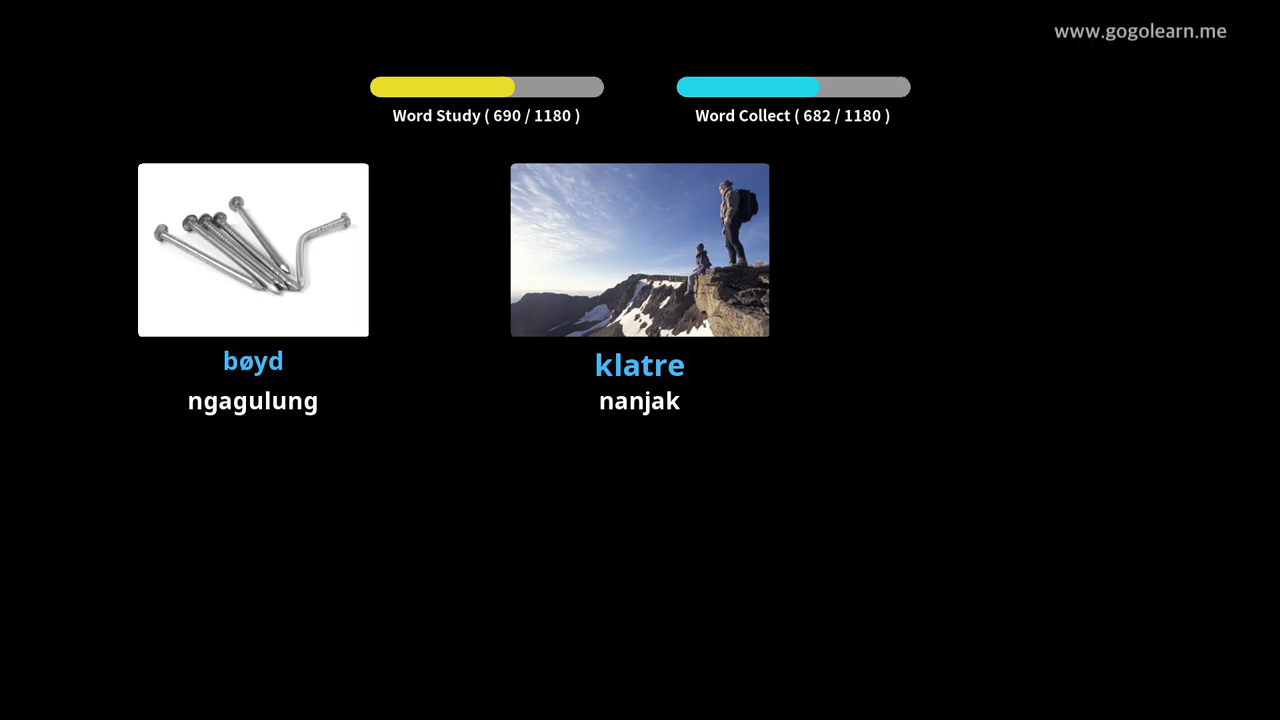 www.gogolearn.me
Word Study ( 690 / 1180 )
Word Collect ( 682 / 1180 )
bøyd
ngagulung
klatre
nanjak